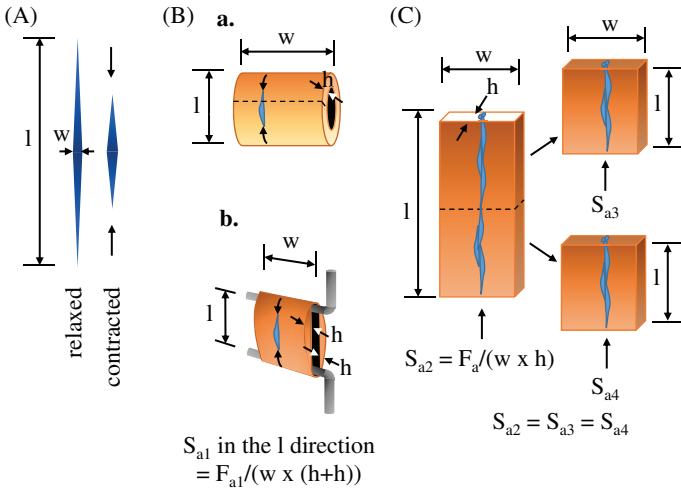 (A)
l
w
relaxed
contracted
(B)
a.
w
h
l
b.
w
l
h
h
S_a1 in the l direction
= F_a1/(w x (h+h))
(C)
w
h
l
S_a2 = F_a/(w x h)
w
l
S_a3
l
S_a4
S_a2 = S_a3 = S_a4